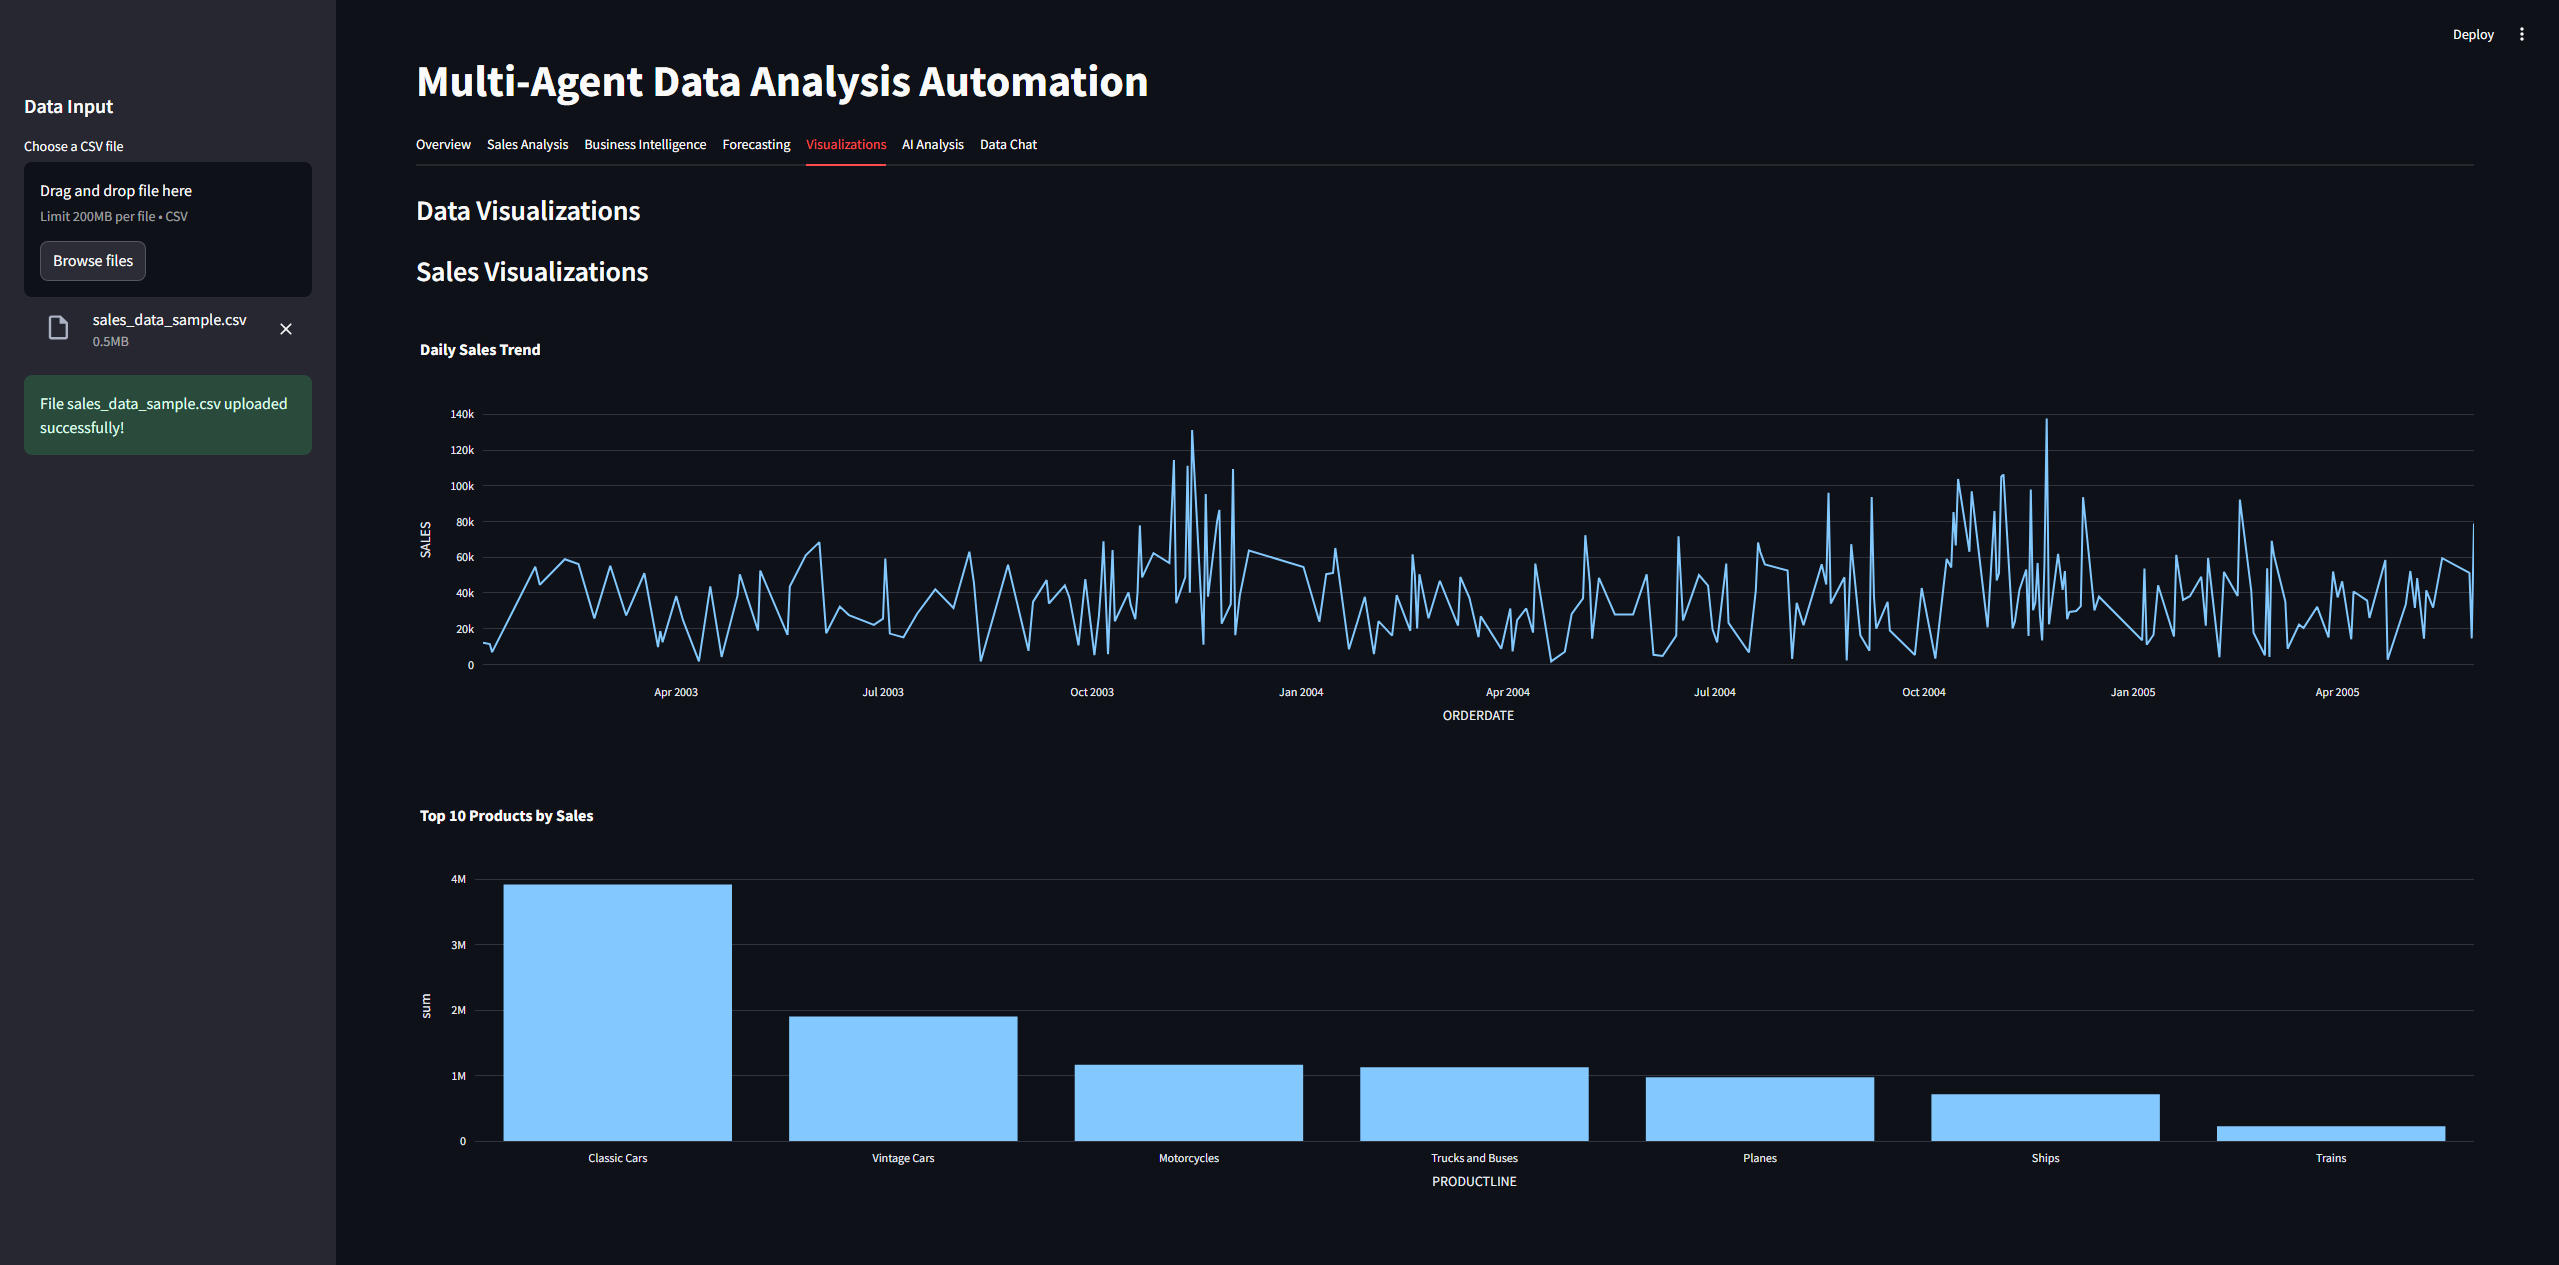 Deploy
Data Input
Choose a CSV file
Drag and drop file here
Limit 200MB per file • CSV
Browse files
sales_data_sample.csv
0.5MB
File sales_data_sample.csv uploaded
successfully!
Multi-Agent Data Analysis Automation
Overview Sales Analysis Business Intelligence Forecasting Visualizations AI Analysis Data Chat
Data Visualizations
Sales Visualizations
Daily Sales Trend
140k
120k
100k
80k
60k
40k
20k
0
SALES
Apr 2003 Jul 2003 Oct 2003 Jan 2004 Apr 2004 Jul 2004 Oct 2004 Jan 2005 Apr 2005
ORDERDATE
Top 10 Products by Sales
4M
3M
2M
1M
0
sum
Classic Cars Vintage Cars Motorcycles Trucks and Buses Planes Ships Trains
PRODUCTLINE